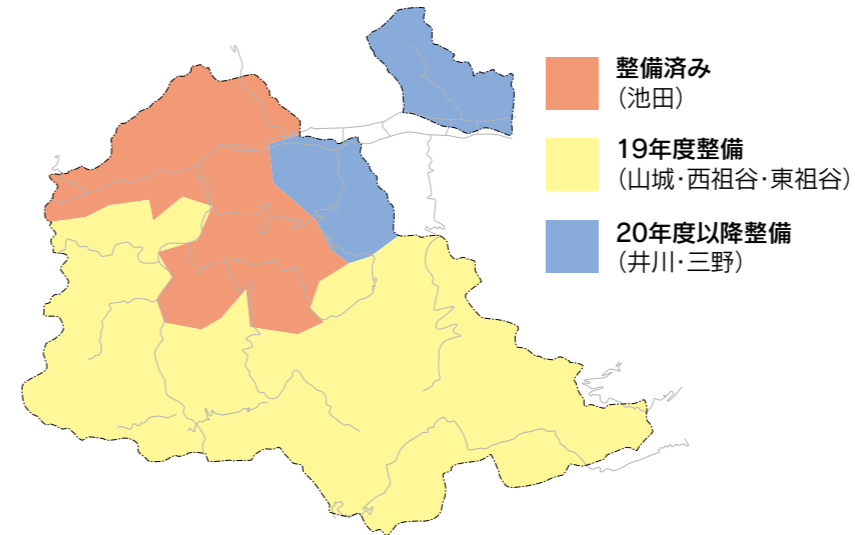 整備済み
（池田）
19年度整備
（山城・西祖谷・東祖谷）
20年度以降整備
（井川・三野）